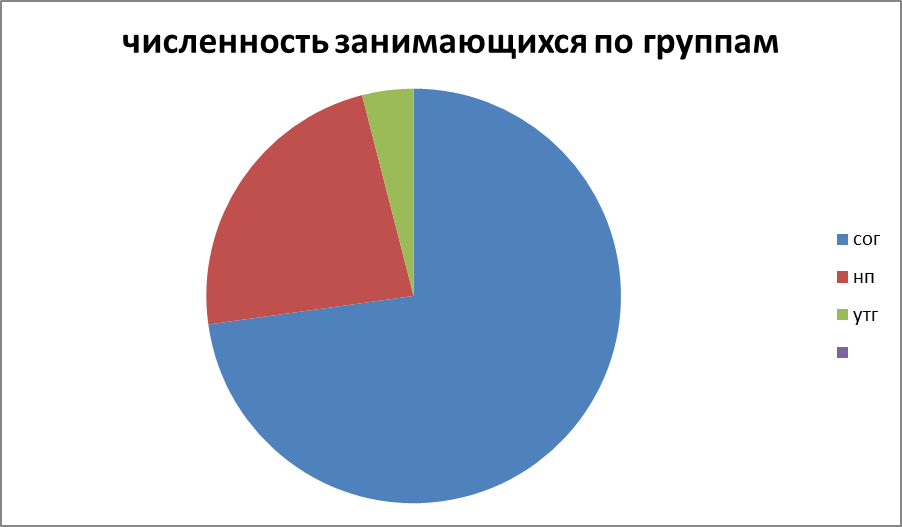 численность занимающихся по группам
сог
нп
утг